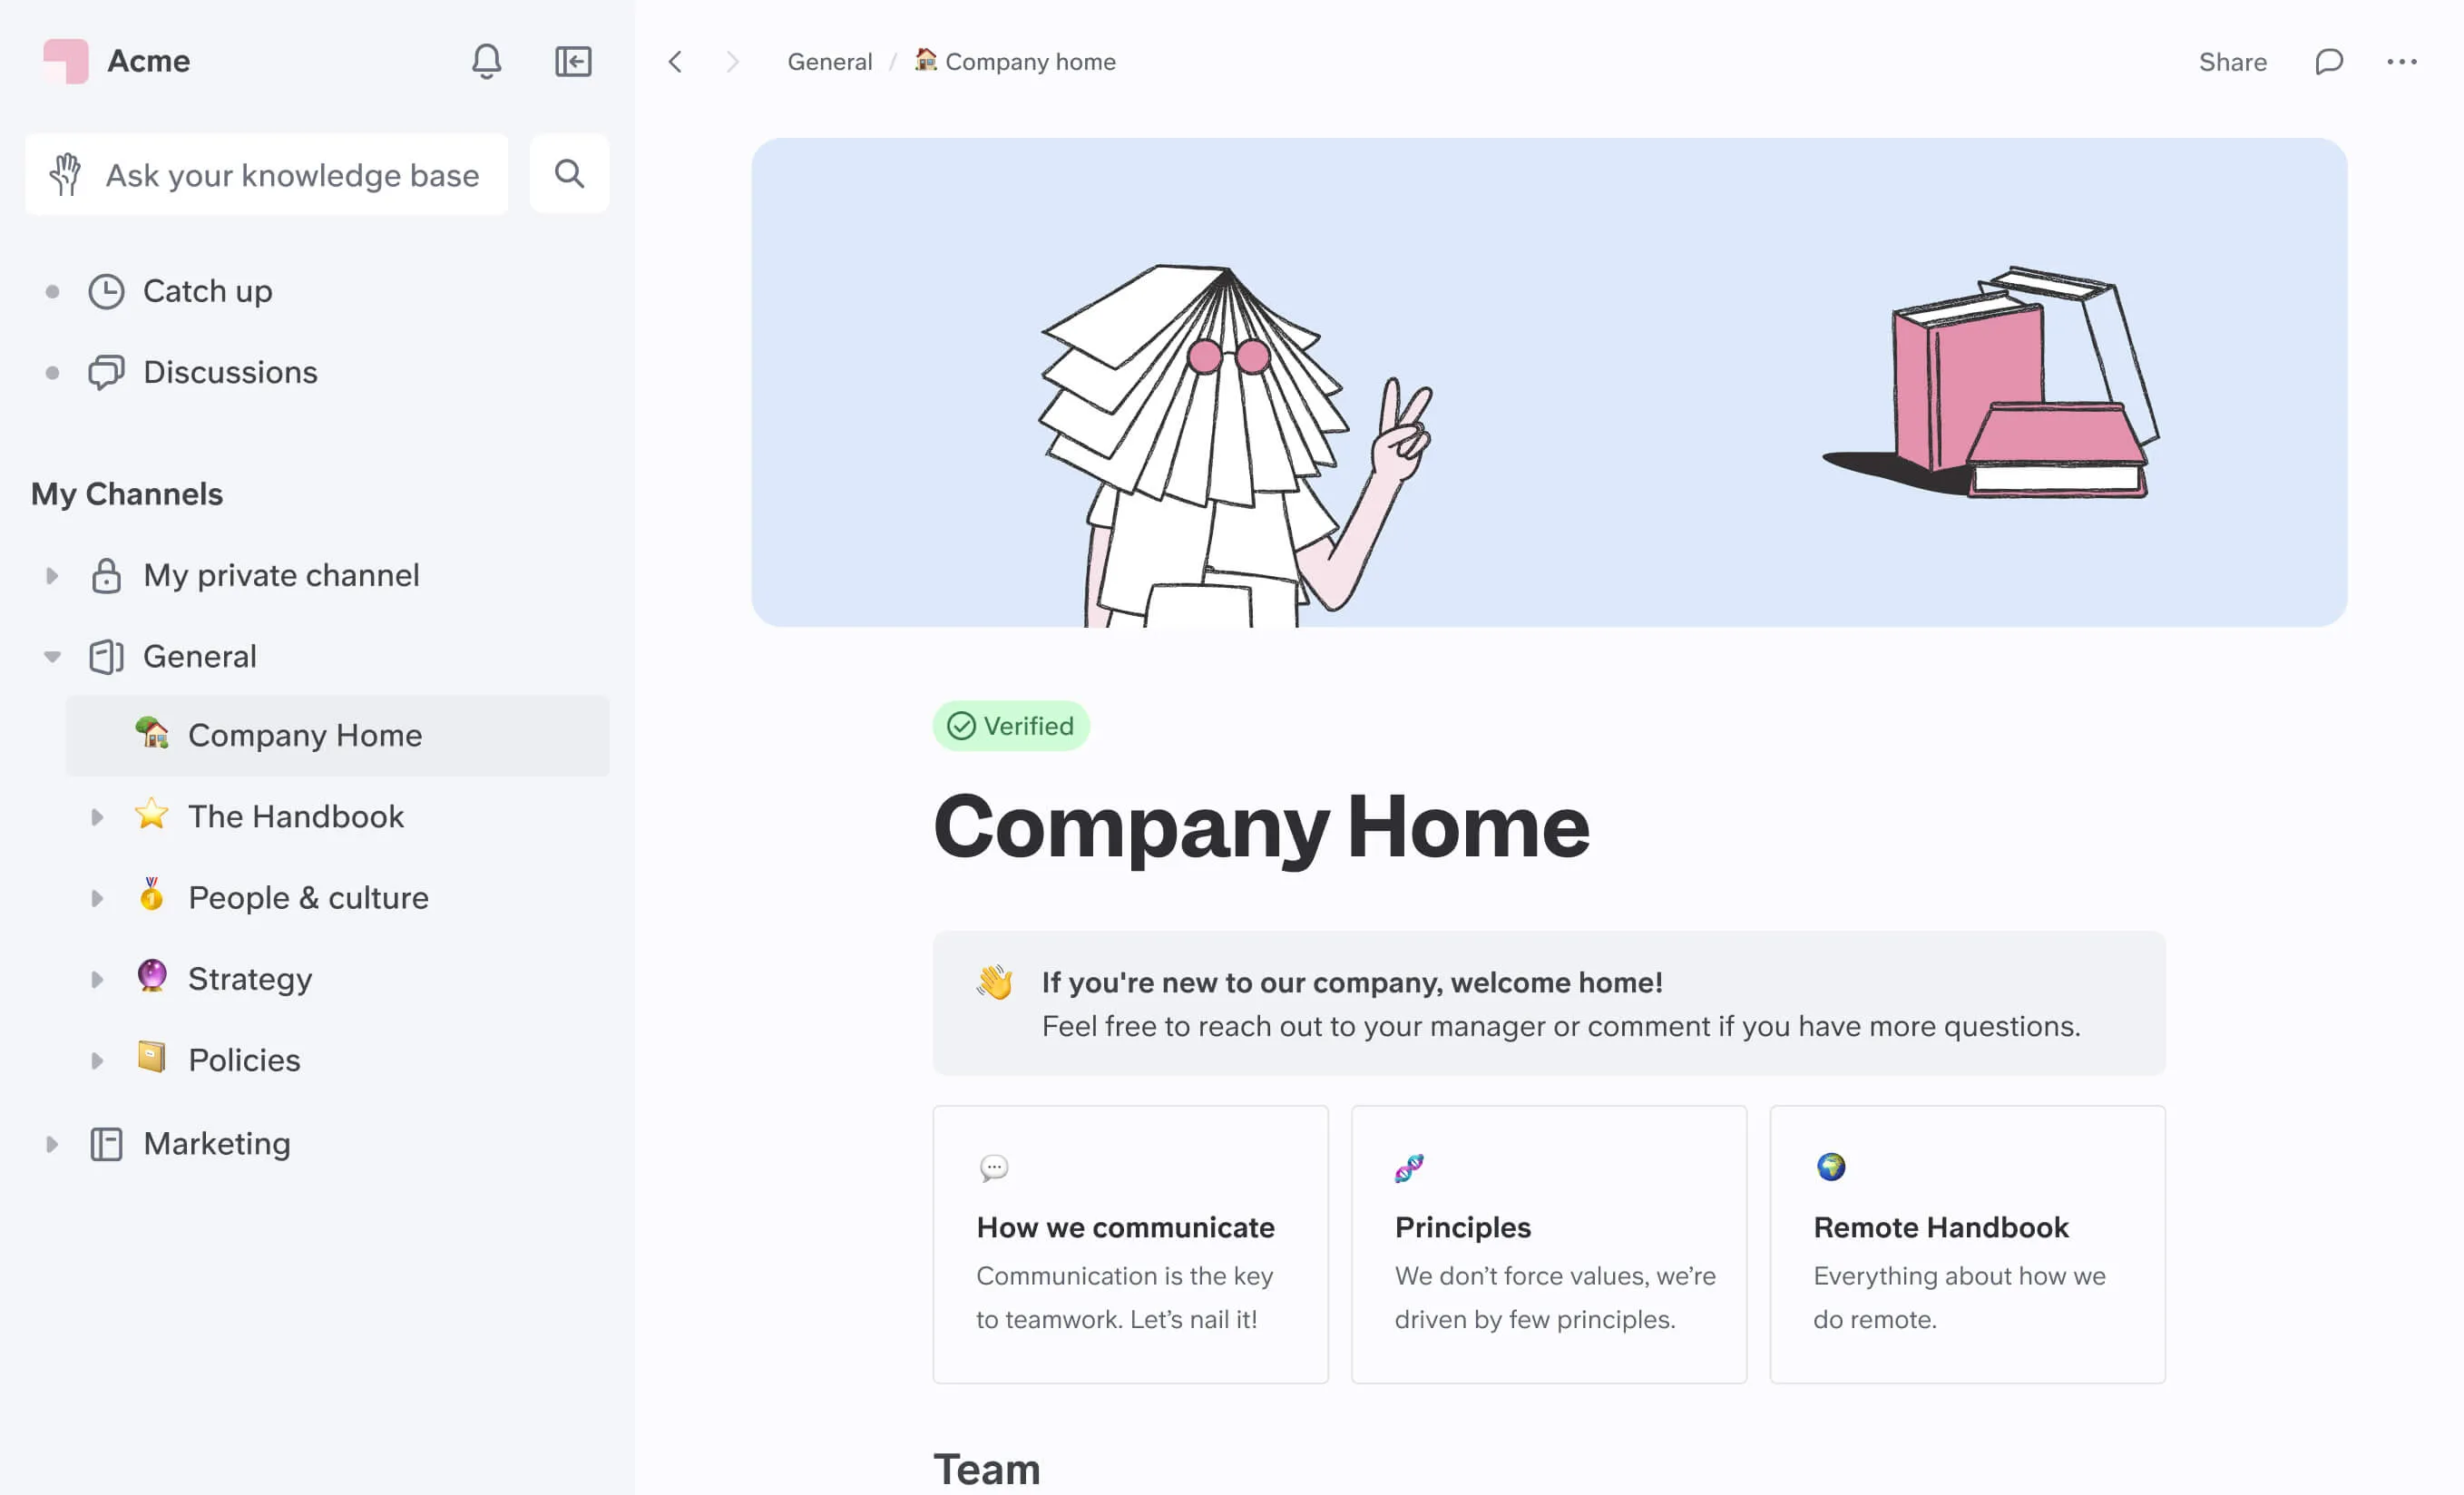 Acme
Ask your knowledge base
Catch up
Discussions
My Channels
My private channel
General
Company Home
The Handbook
People & culture
Strategy
Policies
Marketing
General / Company home
Share
Verified
Company Home
If you're new to our company, welcome home!
Feel free to reach out to your manager or comment if you have more questions.
How we communicate
Communication is the key
to teamwork. Let’s nail it!
Principles
We don’t force values, we’re
driven by few principles.
Remote Handbook
Everything about how we
do remote.
Team